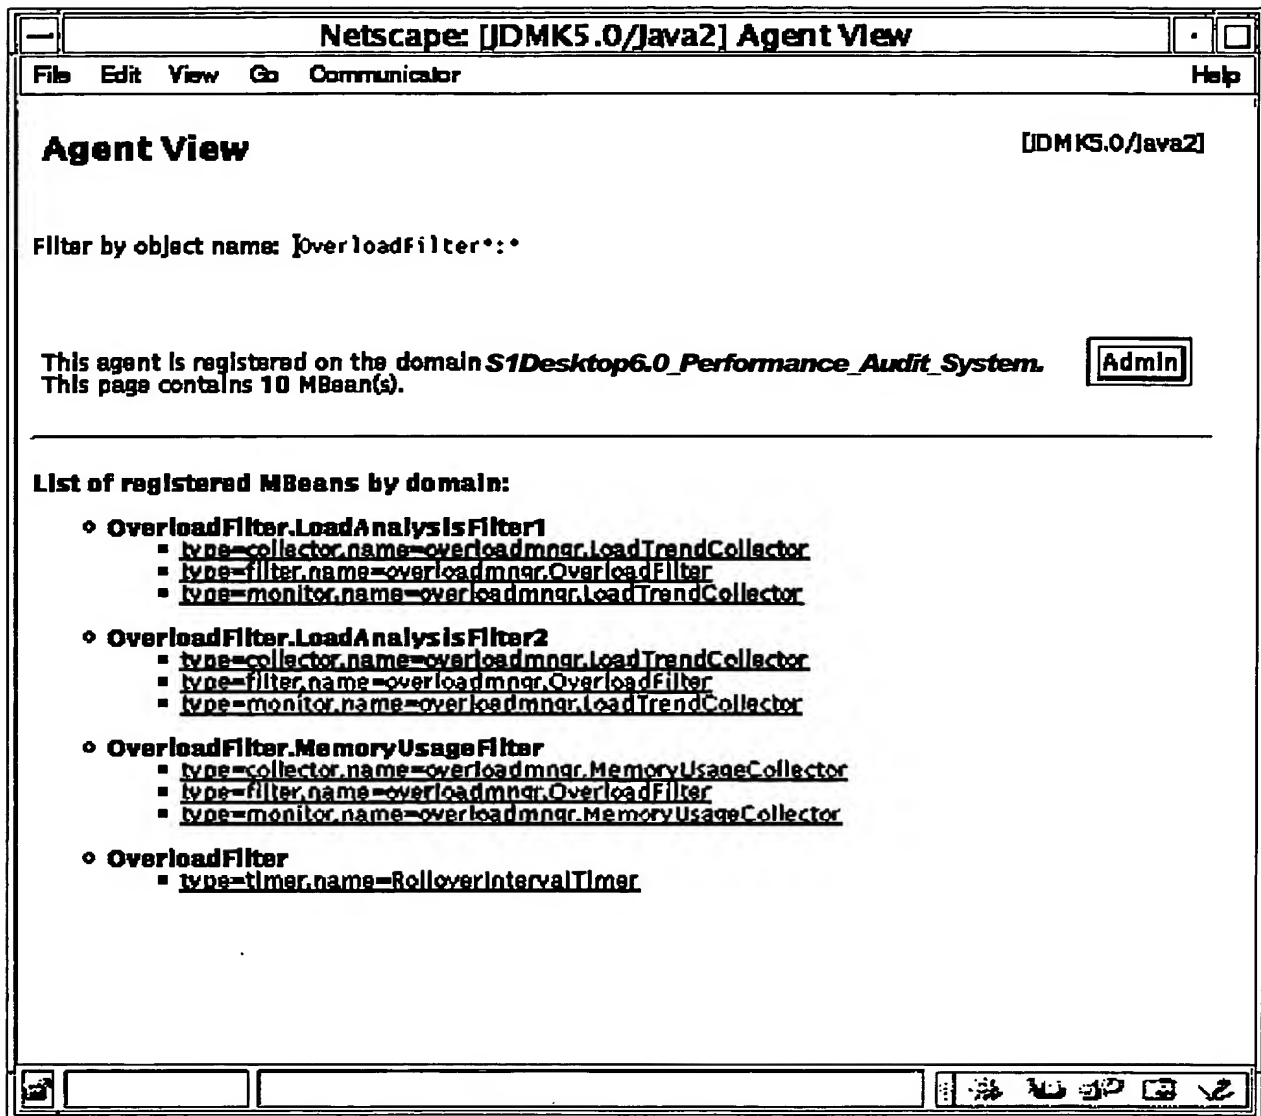 Netscape: [JDMK5.0/Java2] Agent View
File Edit View Go Communicator Help
Agent View [JDMK5.0/Java2]
Filter by object name: OverloadFilter*:*
This agent is registered on the domain S1Desktop6.0_Performance_Audit_System. Admin
This page contains 10 MBean(s).
List of registered MBeans by domain:
OverloadFilter.LoadAnalysisFilter1
type=collector,name=overloadmngr.LoadTrendCollector
type=filter,name=overloadmngr.OverloadFilter
type=monitor,name=overloadmngr.LoadTrendCollector
OverloadFilter.LoadAnalysisFilter2
type=collector,name=overloadmngr.LoadTrendCollector
type=filter,name=overloadmngr.OverloadFilter
type=monitor,name=overloadmngr.LoadTrendCollector
OverloadFilter.MemoryUsageFilter
type=collector,name=overloadmngr.MemoryUsageCollector
type=filter,name=overloadmngr.OverloadFilter
type=monitor,name=overloadmngr.MemoryUsageCollector
OverloadFilter
type=timer,name=RolloverIntervalTimer